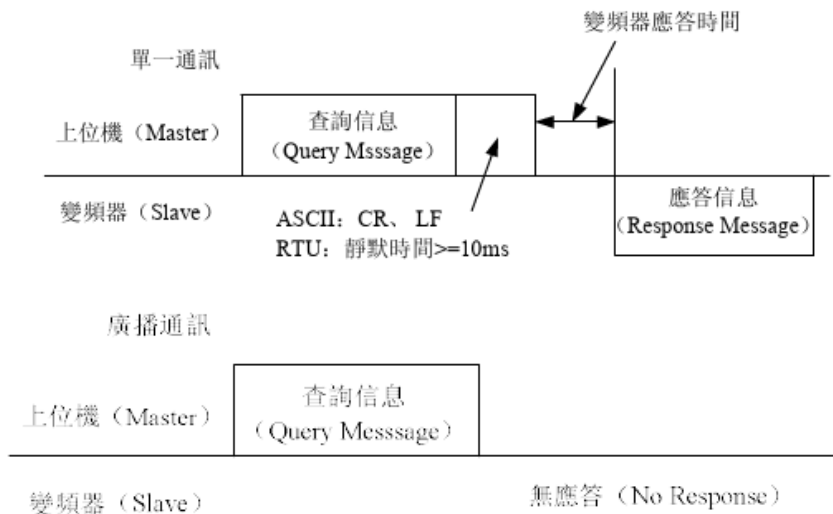 變頻器應答時間
單一通訊
上位機（Master）
查詢信息
（Query Msssage）
變頻器（Slave）
ASCII：CR、 LF
RTU：靜默時間>=10ms
應答信息
（Response Message）
廣播通訊
上位機（Master）
查詢信息
（Query Messsage）
變頻器（Slave）
無應答（No Response）